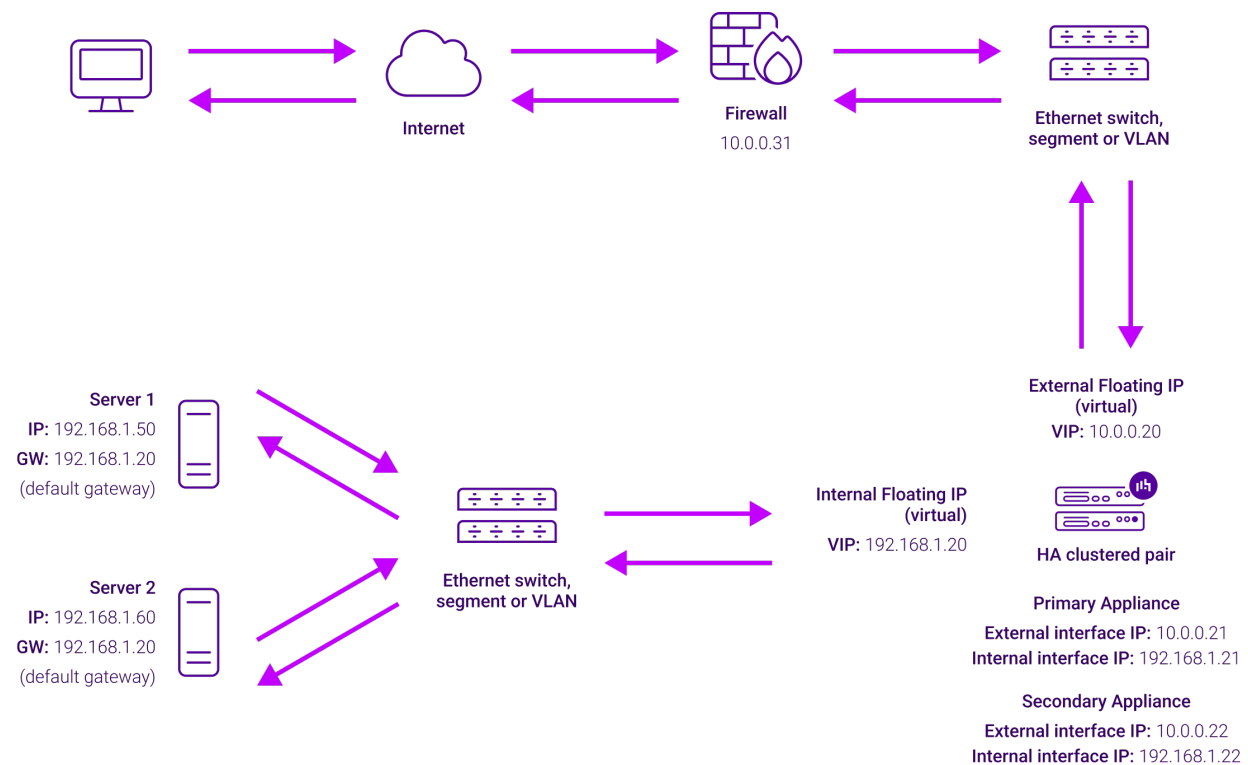 Internet
Firewall
10.0.0.31
Ethernet switch,
segment or VLAN
External Floating IP
(virtual)
VIP: 10.0.0.20
Server 1
IP: 192.168.1.50
GW: 192.168.1.20
(default gateway)
Internal Floating IP
(virtual)
VIP: 192.168.1.20
HA clustered pair
Ethernet switch,
segment or VLAN
Server 2
IP: 192.168.1.60
GW: 192.168.1.20
(default gateway)
Primary Appliance
External interface IP: 10.0.0.21
Internal interface IP: 192.168.1.21
Secondary Appliance
External interface IP: 10.0.0.22
Internal interface IP: 192.168.1.22